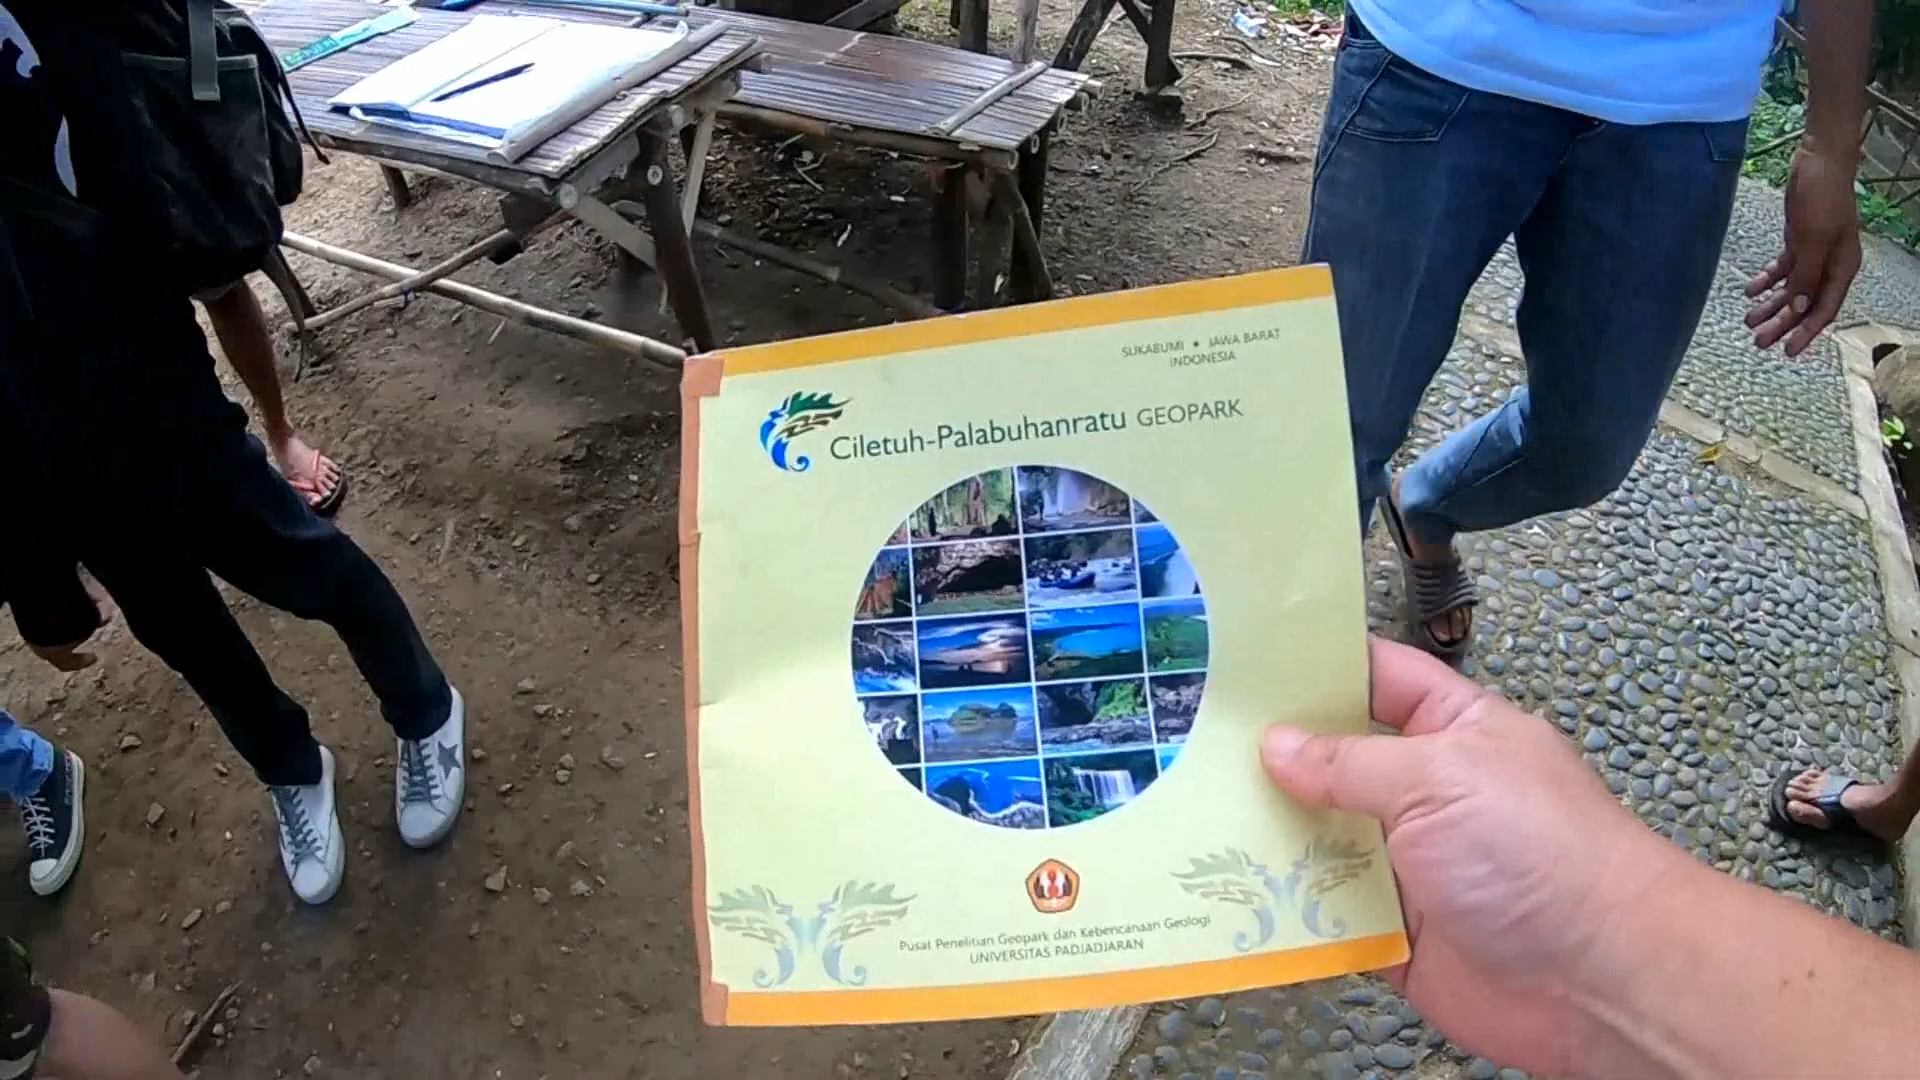 SUKABUMI • JAWA BARAT
INDONESIA
Ciletuh-Palabuhanratu GEOPARK
Pusat Penelitian Geopark dan Kebencanaan Geologi
UNIVERSITAS PADJADJARAN